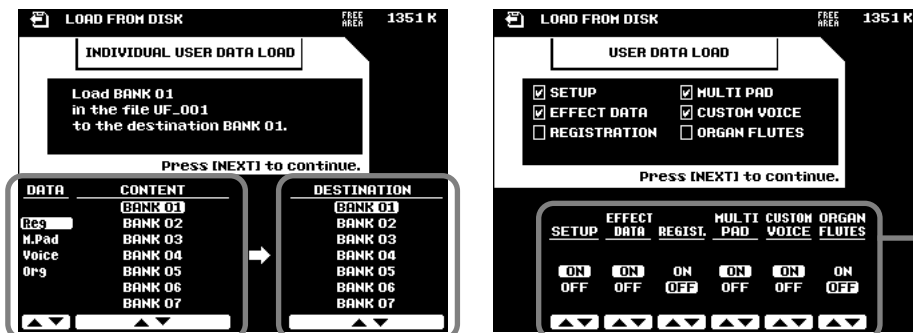 LOAD FROM DISK FREE AREA 1351 K
INDIVIDUAL USER DATA LOAD
Load BANK 01
in the file UF_001
to the destination BANK 01.
Press [NEXT] to continue.
DATA CONTENT DESTINATION
BANK 01 BANK 01
Reg BANK 02 BANK 02
M.Pad BANK 03 BANK 03
Voice BANK 04 BANK 04
Org BANK 05 BANK 05
BANK 06 BANK 06
BANK 07 BANK 07
LOAD FROM DISK FREE AREA 1351 K
USER DATA LOAD
SETUP MULTI PAD
EFFECT DATA CUSTOM VOICE
REGISTRATION ORGAN FLUTES
Press [NEXT] to continue.
SETUP EFFECT DATA REGIST. MULTI PAD CUSTOM VOICE ORGAN FLUTES
ON ON ON ON ON ON
OFF OFF OFF OFF OFF OFF